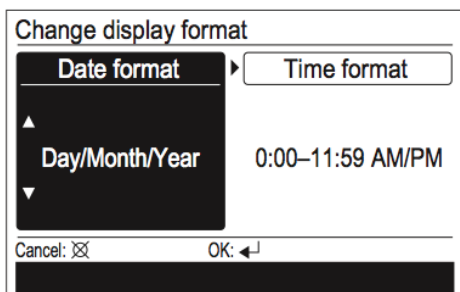 Change display format
Date format
Time format
Day/Month/Year
0:00–11:59 AM/PM
Cancel:
OK: